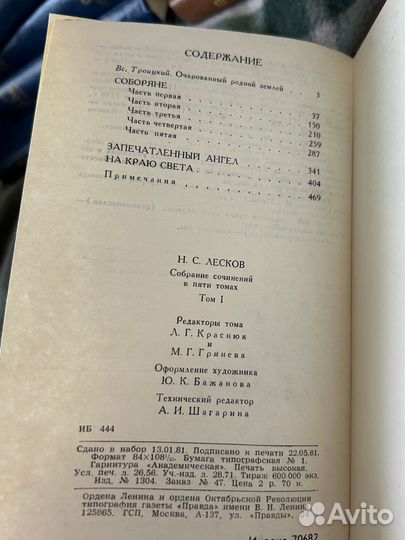 СОДЕРЖАНИЕ
Вс. Троицкий. Очарованный родной землей . . . 3
СОБОРЯНЕ
Часть первая . . . 37
Часть вторая . . . 150
Часть третья . . . 210
Часть четвертая . . . 259
Часть пятая . . . 287
ЗАПЕЧАТЛЕННЫЙ АНГЕЛ . . . 341
НА КРАЮ СВЕТА . . . 404
Примечания . . . 469
Н. С. ЛЕСКОВ
Собрание сочинений
в пяти томах
Том I
Редакторы тома
Л. Г. Краснюк
и
М. Г. Гринева
Оформление художника
Ю. К. Бажанова
Технический редактор
А. И. Шагарина
ИБ 444
Сдано в набор 13.01.81. Подписано к печати 22.05.81.
Формат 84×108 1/32. Бумага типографская № 1.
Гарнитура «Академическая». Печать высокая.
Усл. печ. л. 26,56. Уч.-изд. л. 28,71. Тираж 600 000 экз.
Изд. № 1304. Заказ № 47. Цена 2 р. 70 к.
Ордена Ленина и ордена Октябрьской Революции
типография газеты «Правда» имени В. И. Ленина.
125865. ГСП, Москва, А-137, ул. «Правды»,
Индекс 70682
Avito